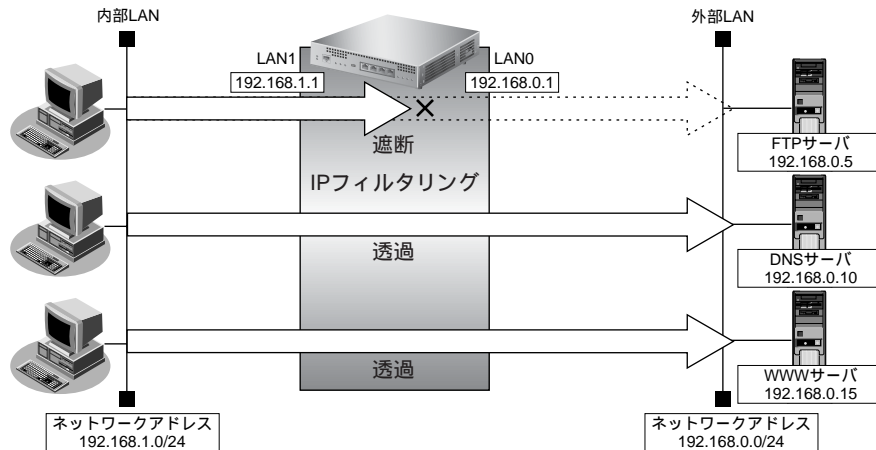 内部LAN
外部LAN
LAN1
LAN0
192.168.1.1
192.168.0.1
遮断
IPフィルタリング
FTPサーバ
192.168.0.5
透過
DNSサーバ
192.168.0.10
透過
WWWサーバ
192.168.0.15
ネットワークアドレス
192.168.1.0/24
ネットワークアドレス
192.168.0.0/24